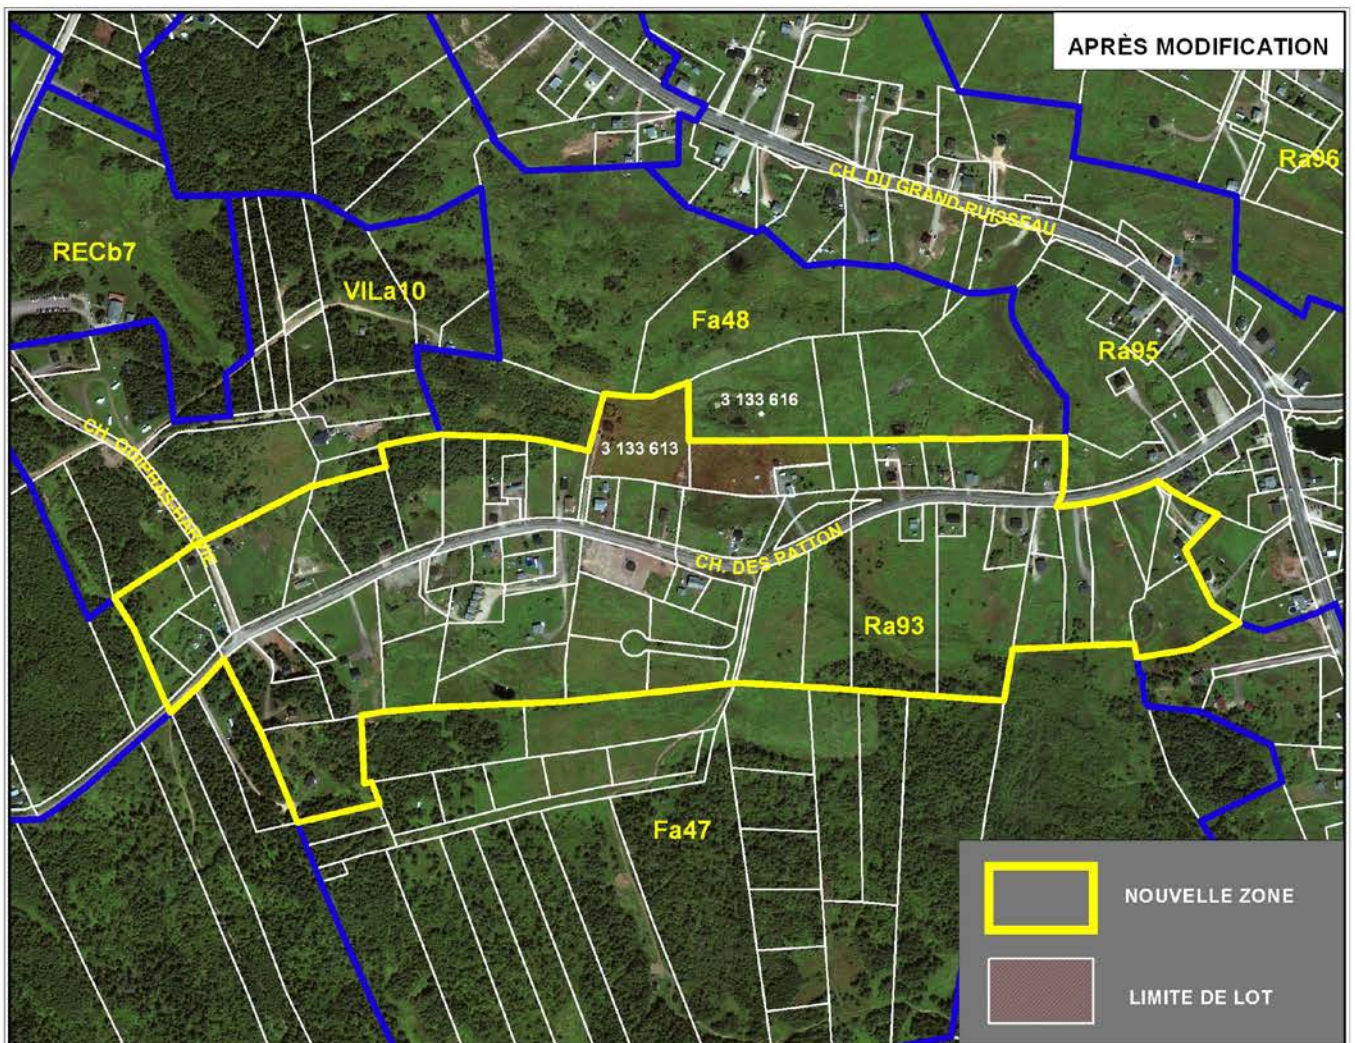 APRÈS MODIFICATION
Ra96
CH. DU GRAND-RUISSEAU
RECb7
VILa10
Fa48
Ra95
3 133 616
3 133 613
CH.
CH. DES PATTON
Ra93
Fa47
NOUVELLE ZONE
LIMITE DE LOT